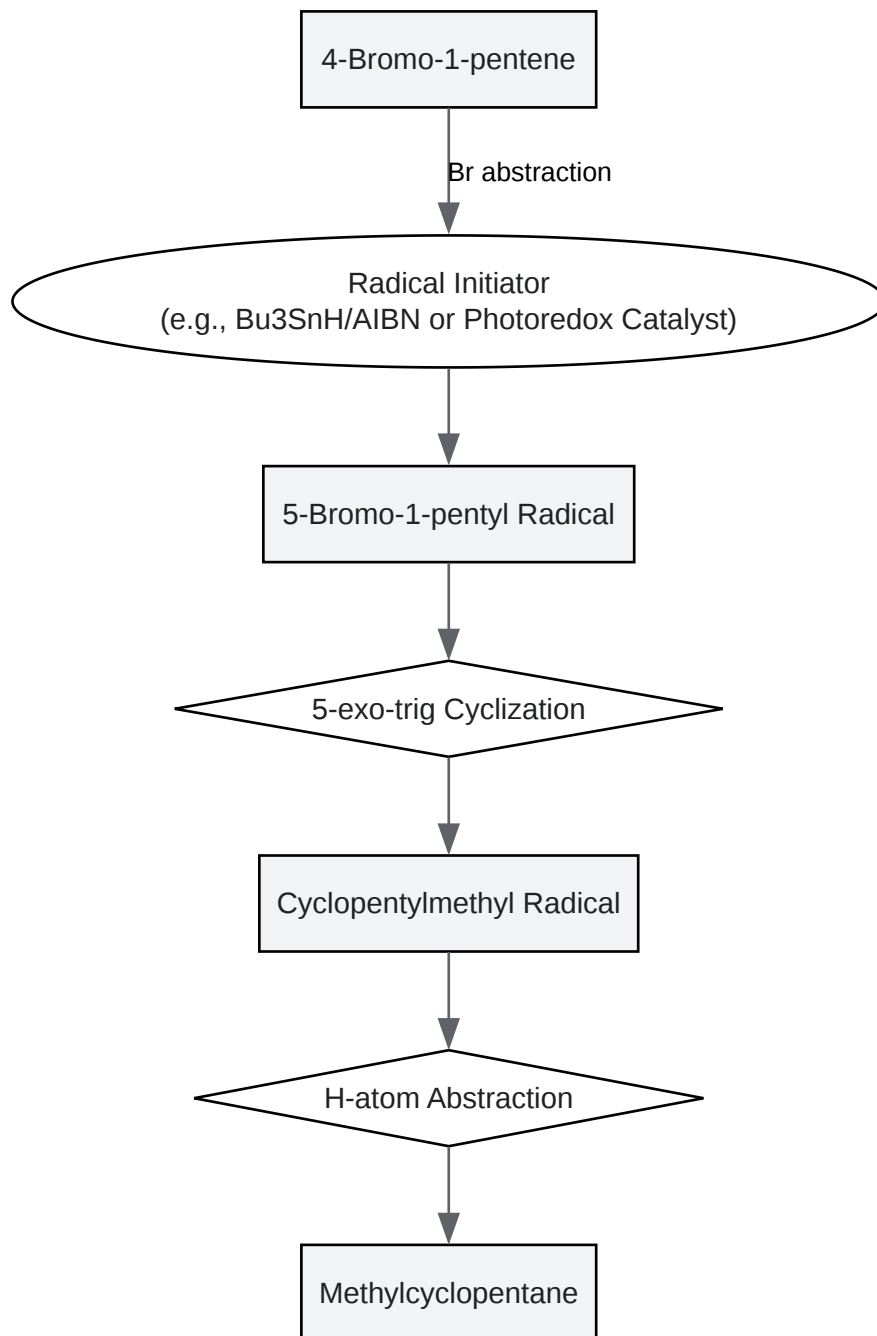 4-Bromo-1-pentene
Br abstraction
Radical Initiator
(e.g., Bu3SnH/AIBN or Photoredox Catalyst)
5-Bromo-1-pentyl Radical
5-exo-trig Cyclization
Cyclopentylmethyl Radical
H-atom Abstraction
Methylcyclopentane